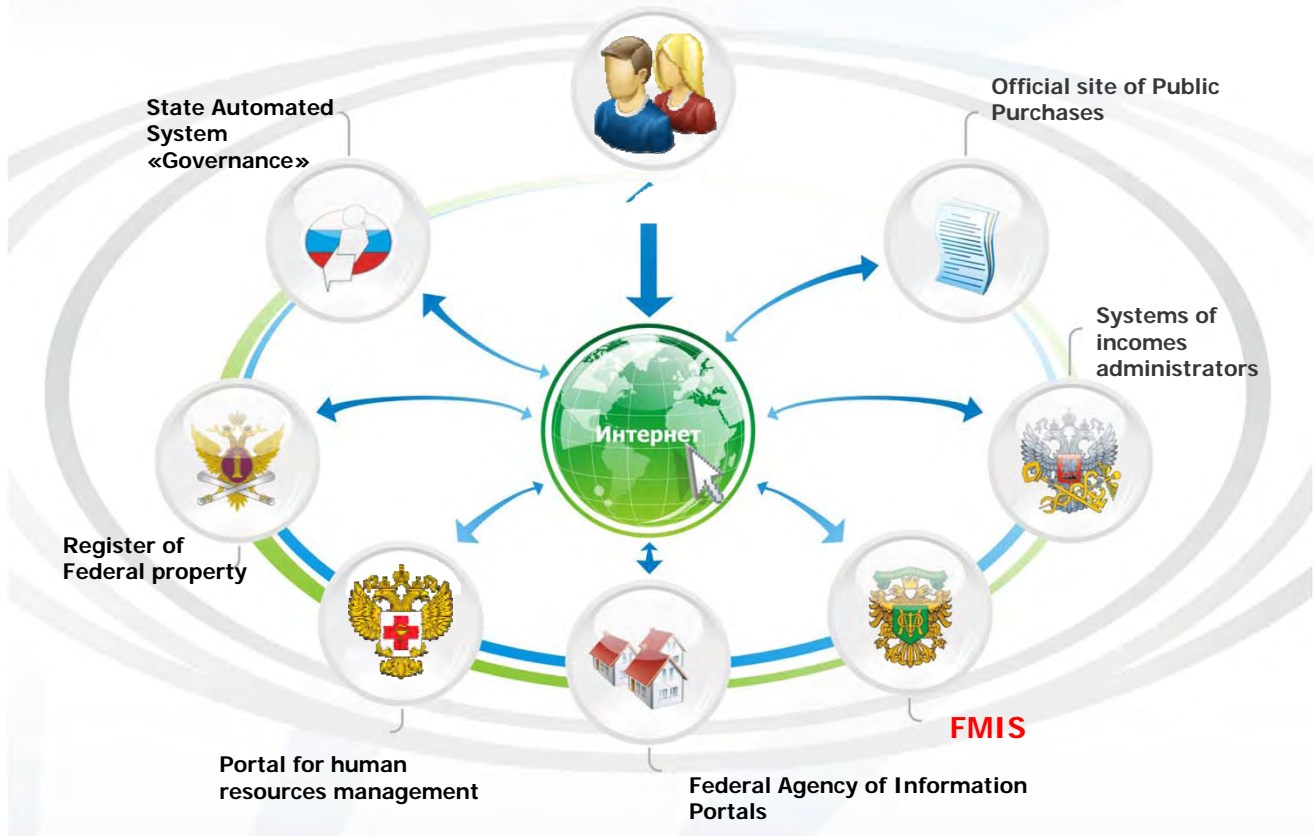 State Automated
System
«Governance»
Official site of Public
Purchases
Systems of
incomes
administrators
Интернет
Register of
Federal property
FMIS
Portal for human
resources management
Federal Agency of Information
Portals